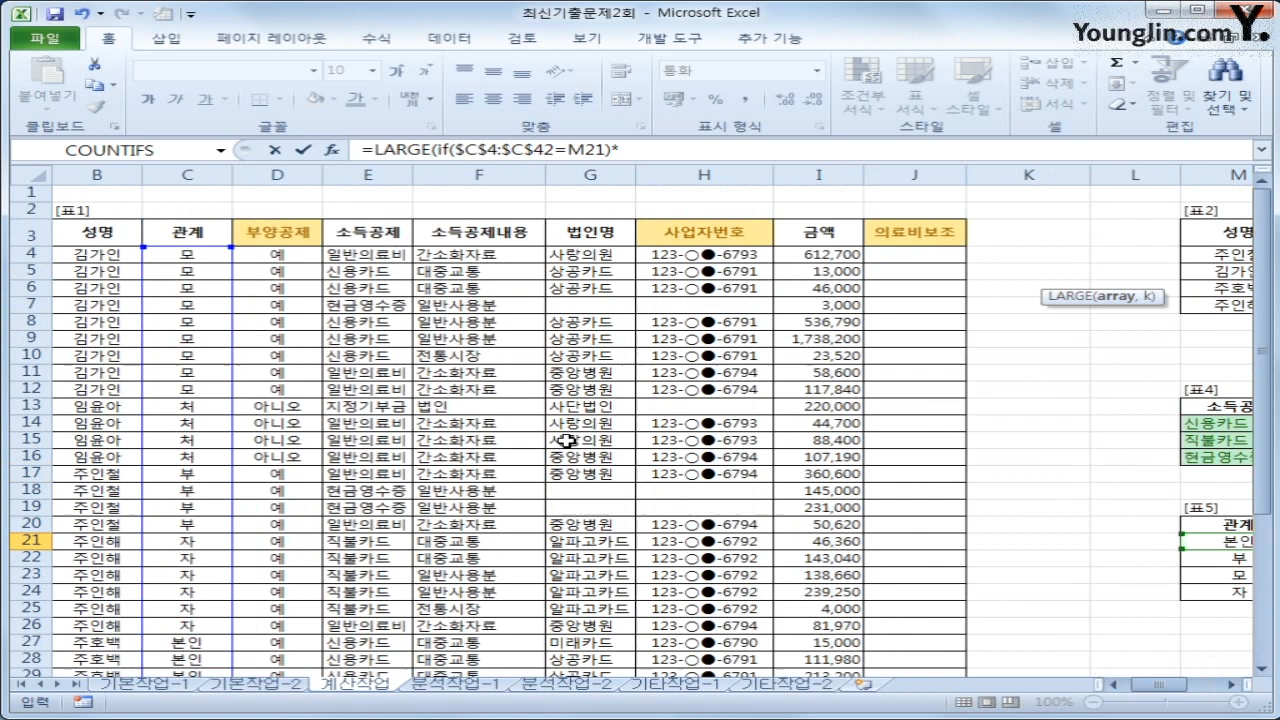 최신기출문제2회 - Microsoft Excel
Younglin.com Y.
파일 홈 삽입 페이지 레이아웃 수식 데이터 검토 보기 개발 도구 추가 기능
붙여넣기 10 통화 조건부 서식 표 서식 셀 스타일 삽입 삭제 서식 정렬 및 필터 찾기 및 선택
클립보드 글꼴 맞춤 표시 형식 스타일 셀 편집
COUNTIFS =LARGE(if($C$4:$C$42=M21)*
B C D E F G H I J K L M
1
2 [표1] [표2]
3 성명 관계 부양공제 소득공제 소득공제내용 법인명 사업자번호 금액 의료비보조 성명
4 김가인 모 예 일반의료비 간소화자료 사랑의원 123-○●-6793 612,700 주인
5 김가인 모 예 신용카드 대중교통 상공카드 123-○●-6791 13,000 김가
6 김가인 모 예 신용카드 대중교통 상공카드 123-○●-6791 46,000 주호
7 김가인 모 예 현금영수증 일반사용분 3,000 주인
LARGE(array, k)
8 김가인 모 예 신용카드 일반사용분 상공카드 123-○●-6791 536,790
9 김가인 모 예 신용카드 일반사용분 상공카드 123-○●-6791 1,738,200
10 김가인 모 예 신용카드 전통시장 상공카드 123-○●-6791 23,520
11 김가인 모 예 일반의료비 간소화자료 중앙병원 123-○●-6794 58,600
12 김가인 모 예 일반의료비 간소화자료 중앙병원 123-○●-6794 117,840 [표4]
13 임윤아 처 아니오 지정기부금 법인 사단법인 220,000 소득공
14 임윤아 처 아니오 일반의료비 간소화자료 사랑의원 123-○●-6793 44,700 신용카드
15 임윤아 처 아니오 일반의료비 간소화자료 사랑의원 123-○●-6793 88,400 직불카드
16 임윤아 처 아니오 일반의료비 간소화자료 중앙병원 123-○●-6794 107,190 현금영수
17 주인철 부 예 일반의료비 간소화자료 중앙병원 123-○●-6794 360,600
18 주인철 부 예 현금영수증 일반사용분 145,000
19 주인철 부 예 현금영수증 일반사용분 231,000 [표5]
20 주인철 부 예 일반의료비 간소화자료 중앙병원 123-○●-6794 50,620 관계
21 주인해 자 예 직불카드 대중교통 알파고카드 123-○●-6792 46,360 본인
22 주인해 자 예 직불카드 대중교통 알파고카드 123-○●-6792 143,040 부
23 주인해 자 예 직불카드 일반사용분 알파고카드 123-○●-6792 138,660 모
24 주인해 자 예 직불카드 일반사용분 알파고카드 123-○●-6792 239,250 자
25 주인해 자 예 직불카드 전통시장 알파고카드 123-○●-6792 4,000
26 주인해 자 예 일반의료비 간소화자료 알파고카드 123-○●-6792 81,970
27 주호백 본인 예 신용카드 대중교통 미래카드 123-○●-6790 15,000
28 주호백 본인 예 신용카드 대중교통 상공카드 123-○●-6791 111,980
기본작업-1 기본작업-2 계산작업 분석작업-1 분석작업-2 기타작업-1 기타작업-2
입력 100%